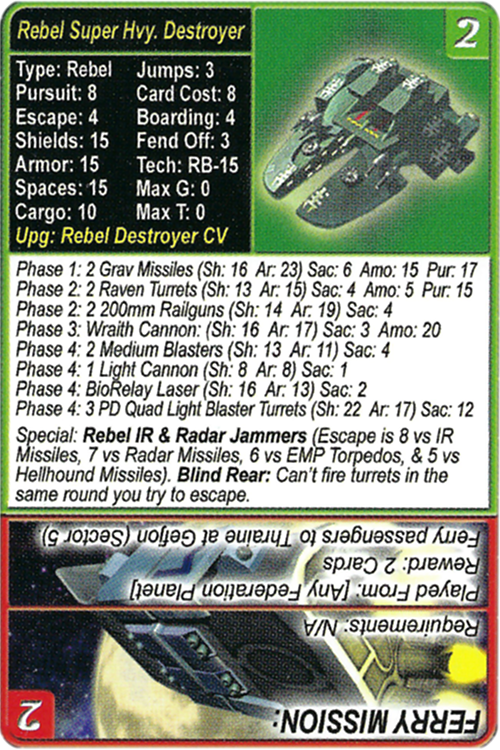 Rebel Super Hvy. Destroyer
2
Type: Rebel Jumps: 3
Pursuit: 8 Card Cost: 8
Escape: 4 Boarding: 4
Shields: 15 Fend Off: 3
Armor: 15 Tech: RB-15
Spaces: 15 Max G: 0
Cargo: 10 Max T: 0
Upg: Rebel Destroyer CV
Phase 1: 2 Grav Missiles (Sh: 16 Ar: 23) Sac: 6 Amo: 15 Pur: 17
Phase 2: 2 Raven Turrets (Sh: 13 Ar: 15) Sac: 4 Amo: 5 Pur: 15
Phase 2: 2 200mm Railguns (Sh: 14 Ar: 19) Sac: 4
Phase 3: Wraith Cannon: (Sh: 16 Ar: 17) Sac: 3 Amo: 20
Phase 4: 2 Medium Blasters (Sh: 13 Ar: 11) Sac: 4
Phase 4: 1 Light Cannon (Sh: 8 Ar: 8) Sac: 1
Phase 4: BioRelay Laser (Sh: 16 Ar: 13) Sac: 2
Phase 4: 3 PD Quad Light Blaster Turrets (Sh: 22 Ar: 17) Sac: 12
Special: Rebel IR & Radar Jammers (Escape is 8 vs IR
Missiles, 7 vs Radar Missiles, 6 vs EMP Torpedos, & 5 vs
Hellhound Missiles). Blind Rear: Can't fire turrets in the
same round you try to escape.
FERRY MISSION:
2
Requirements: N/A
Played From: [Any Federation Planet]
Reward: 2 Cards
Ferry passengers to Thraine at Gefjon (Sector 5)